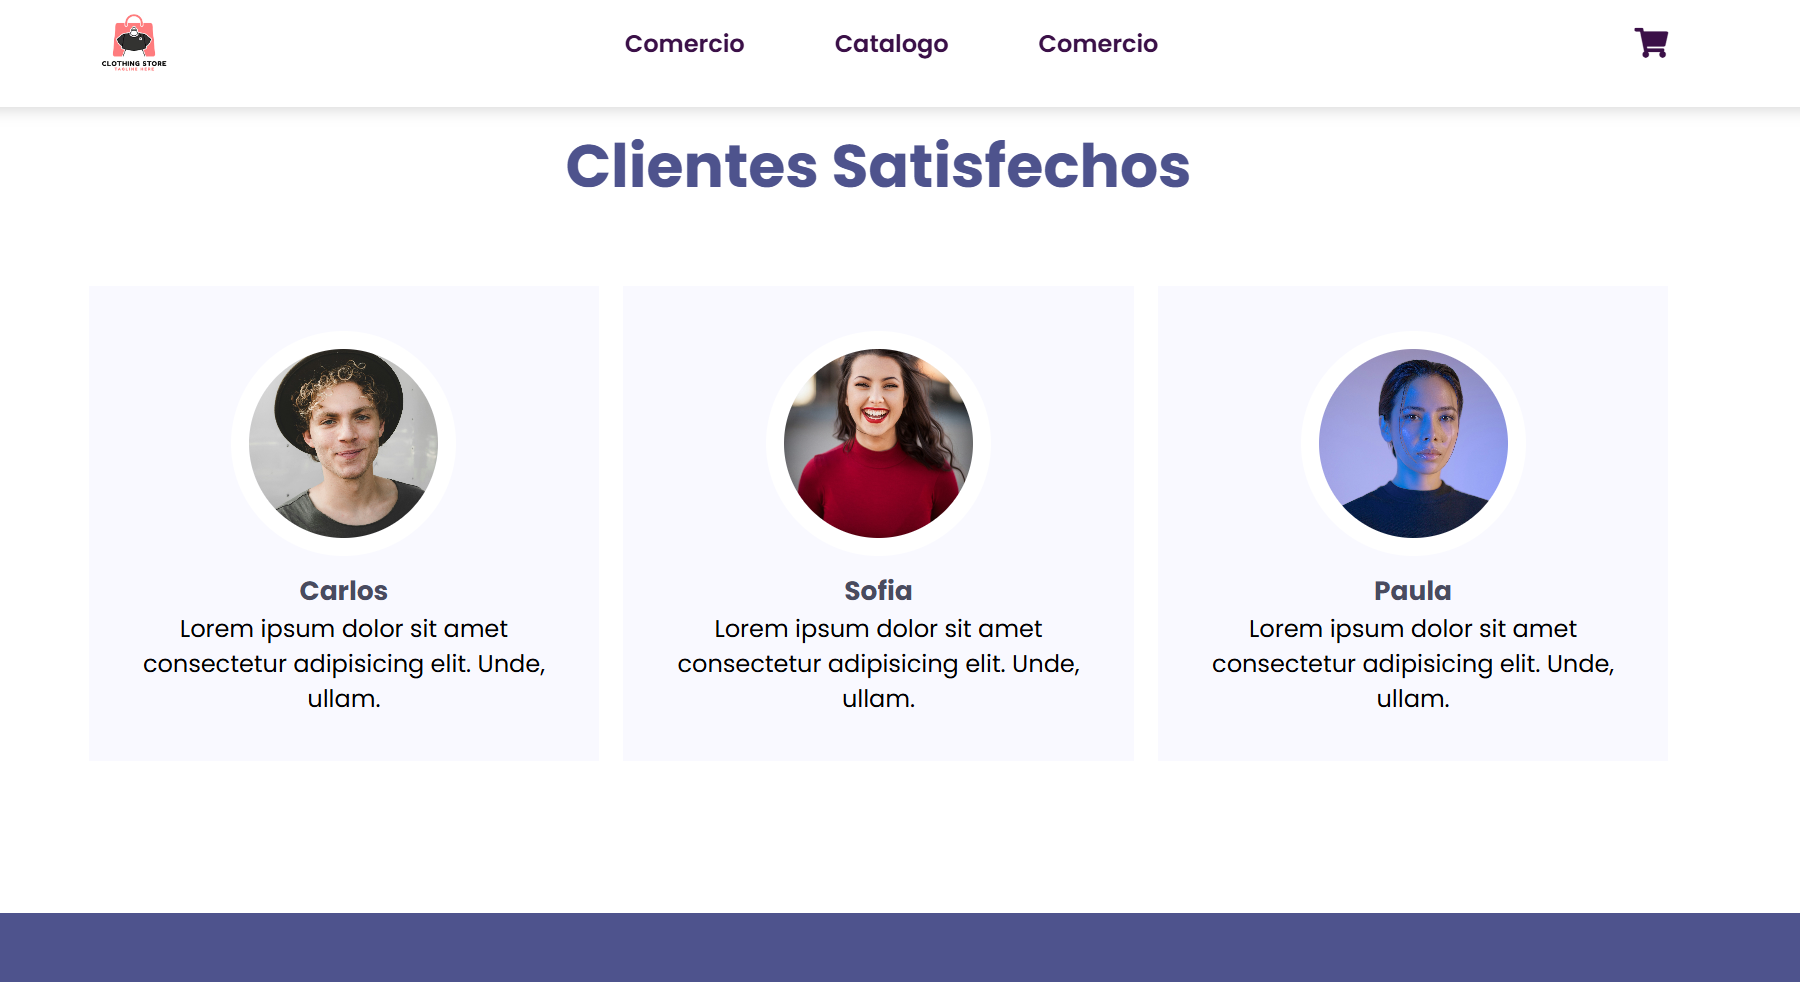 CLOTHING STORE
TAGLINE HERE
Comercio
Catalogo
Comercio
Clientes Satisfechos
Carlos
Lorem ipsum dolor sit amet
consectetur adipisicing elit. Unde,
ullam.
Sofia
Lorem ipsum dolor sit amet
consectetur adipisicing elit. Unde,
ullam.
Paula
Lorem ipsum dolor sit amet
consectetur adipisicing elit. Unde,
ullam.